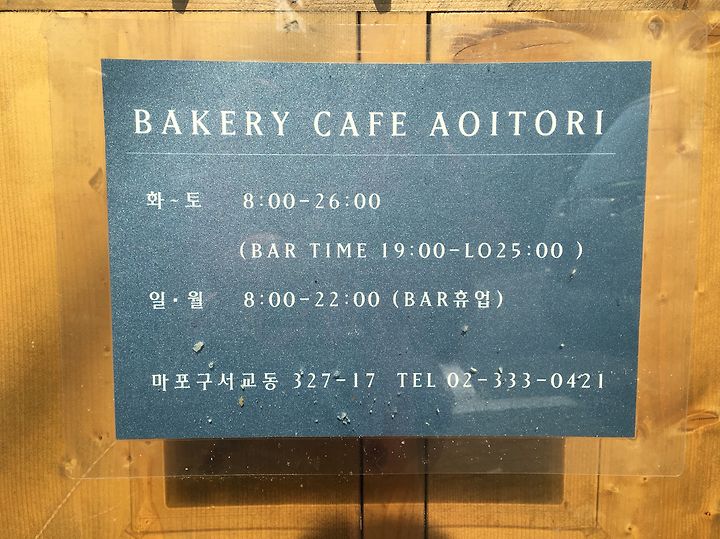 BAKERY CAFE AOITORI
화~토 8:00-26:00
(BAR TIME 19:00-LO25:00 )
일·월 8:00-22:00 (BAR휴업)
마포구서교동 327-17 TEL 02-333-0421